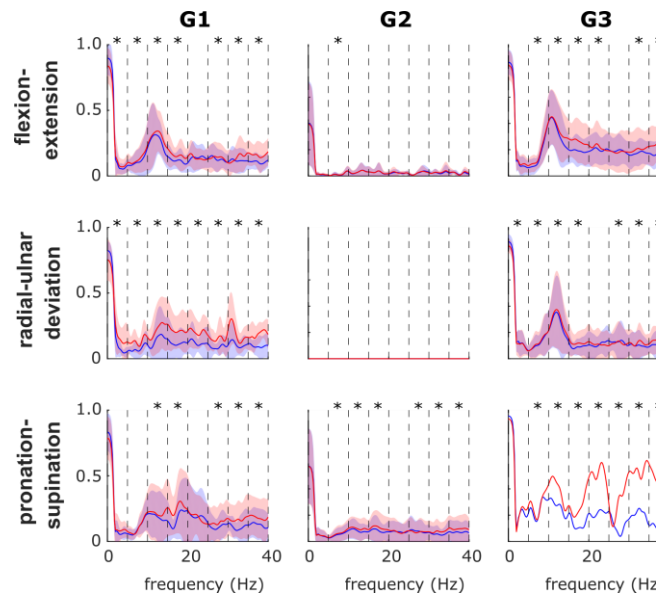 G1 G2 G3
* * * * * * * * * * * * * *
1.0
flexion-
extension
0.5
0
* * * * * * * * * * * * * * *
1.0
radial-ulnar
deviation
0.5
0
* * * * * * * * * * * * * * * * * *
1.0
pronation-
supination
0.5
0
0 20 40 0 20 40 0 20
frequency (Hz) frequency (Hz) frequency (Hz)